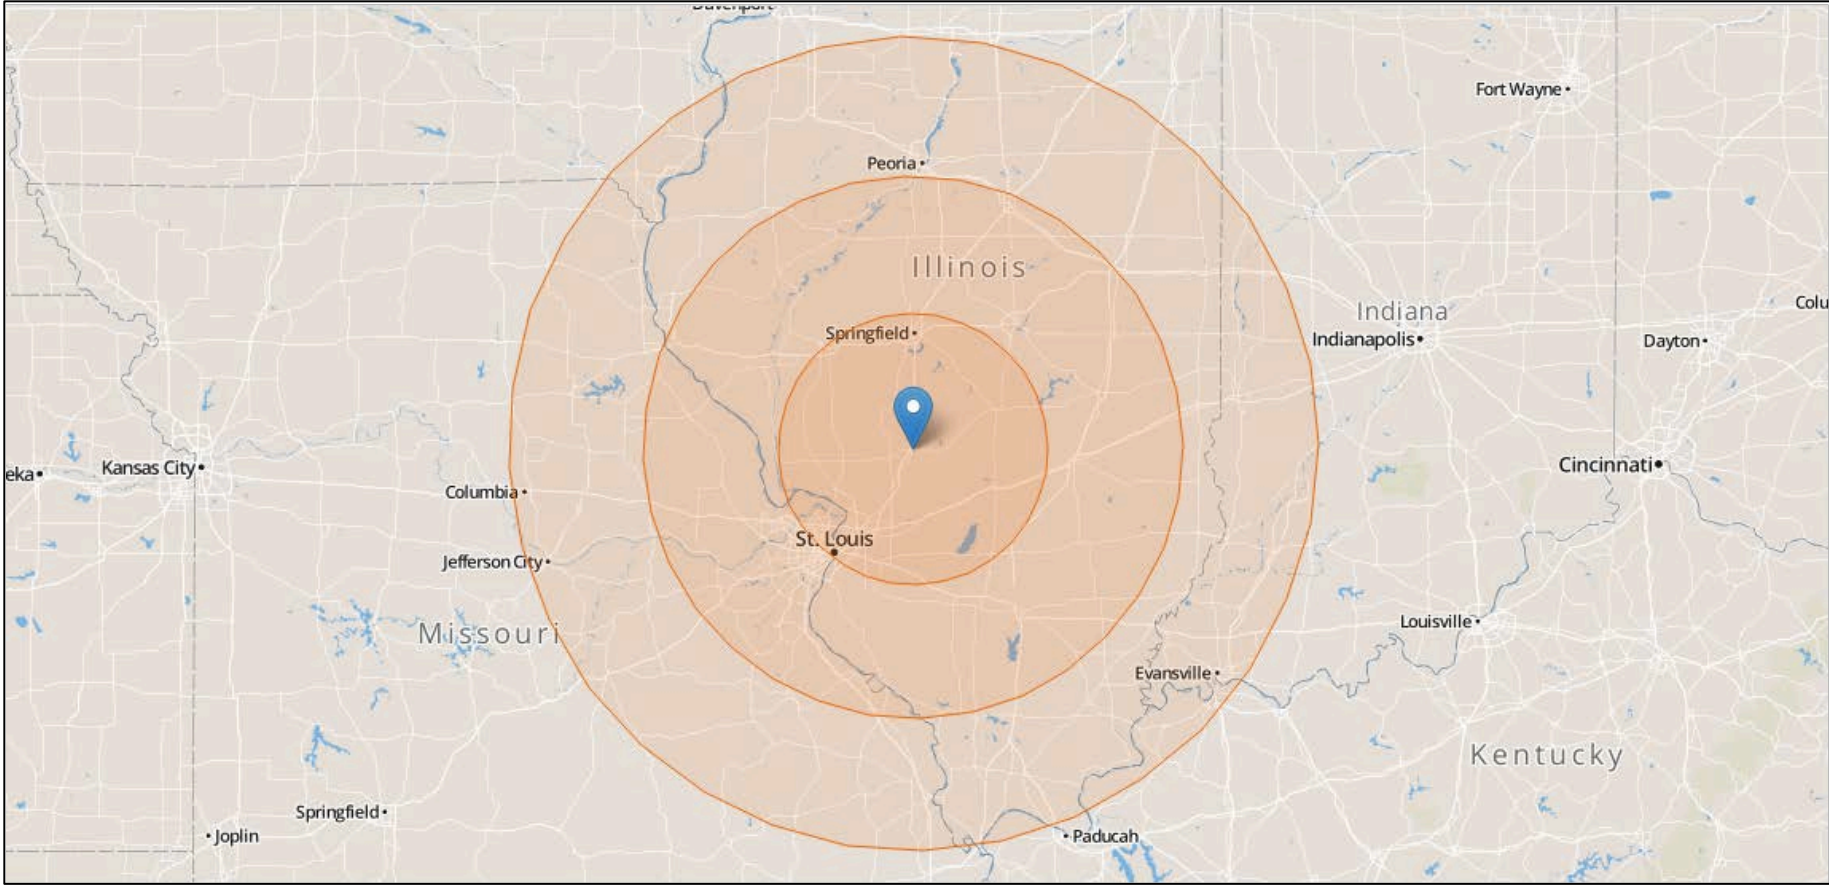 Davenport
Fort Wayne
Peoria
Illinois
Colu
Indiana
Springfield
Indianapolis
Dayton
eka
Kansas City
Cincinnati
Columbia
St. Louis
Jefferson City
Louisville
Missouri
Evansville
Kentucky
Springfield
Joplin
Paducah